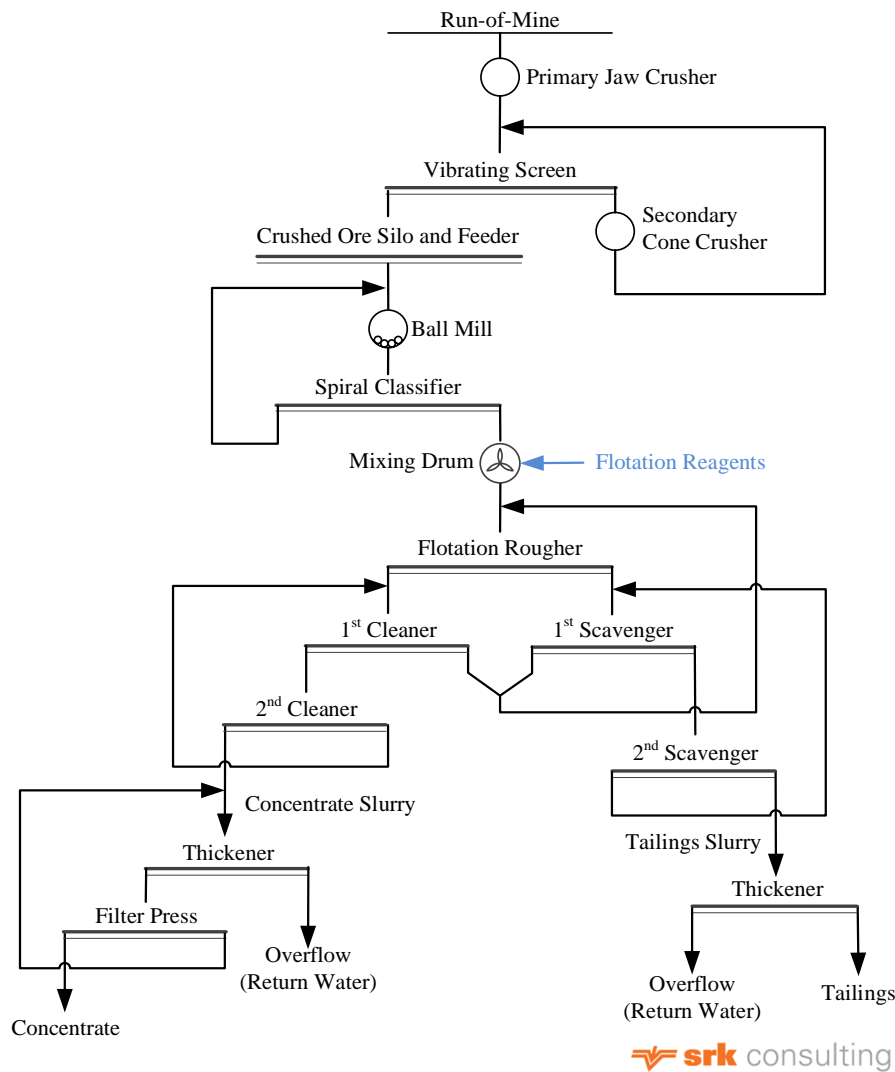 Run-of-Mine
Primary Jaw Crusher
Vibrating Screen
Secondary
Cone Crusher
Crushed Ore Silo and Feeder
Ball Mill
Spiral Classifier
Mixing Drum
Flotation Reagents
Flotation Rougher
1st Cleaner
1st Scavenger
2nd Cleaner
2nd Scavenger
Concentrate Slurry
Tailings Slurry
Thickener
Thickener
Filter Press
Overflow
(Return Water)
Overflow
(Return Water)
Tailings
Concentrate
srk consulting